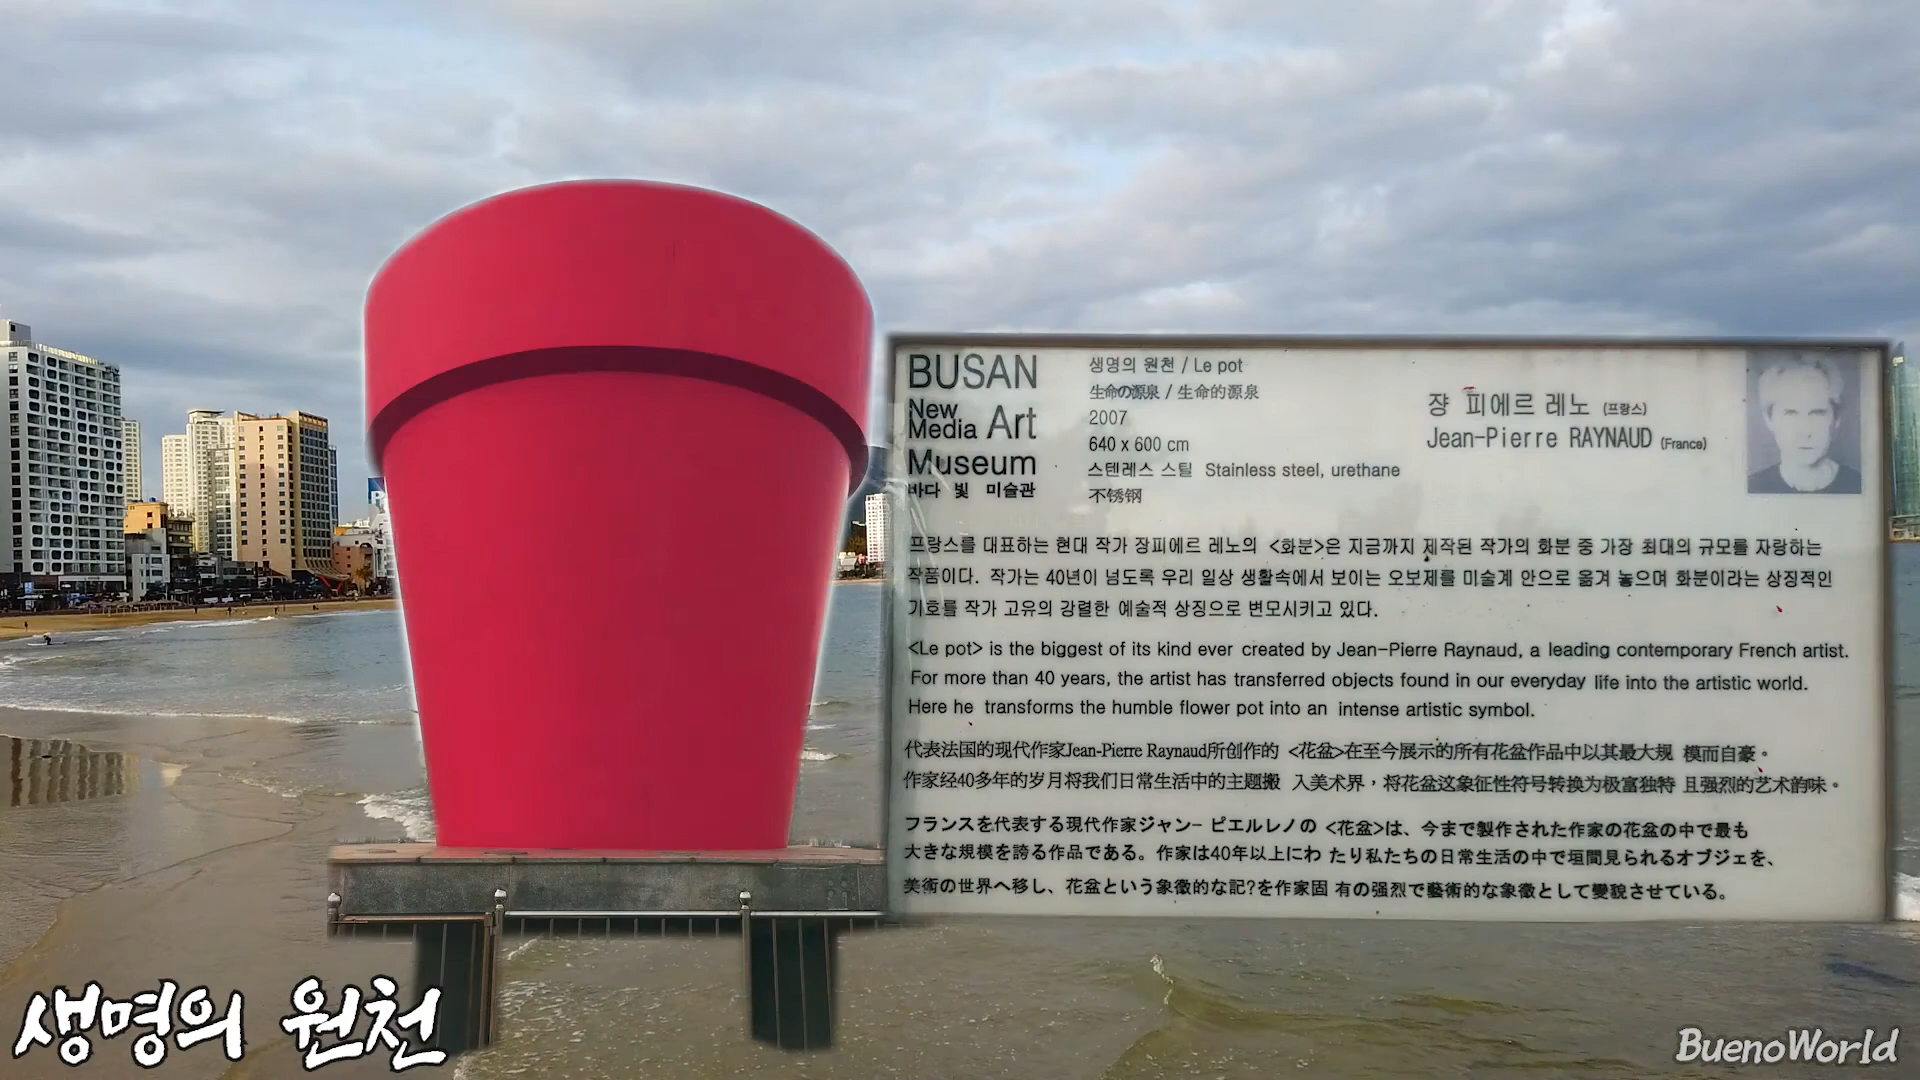 BUSAN
New
Media Art
Museum
바다 빛 미술관
생명의 원천 / Le pot
生命の源泉 / 生命的源泉
2007
640 x 600 cm
스텐레스 스틸 Stainless steel, urethane
不锈钢
쟝 피에르 레노 (프랑스)
Jean-Pierre RAYNAUD (France)
프랑스를 대표하는 현대 작가 장피에르 레노의 <화분>은 지금까지 제작된 작가의 화분 중 가장 최대의 규모를 자랑하는
작품이다. 작가는 40년이 넘도록 우리 일상 생활속에서 보이는 오보제를 미술계 안으로 옮겨 놓으며 화분이라는 상징적인
기호를 작가 고유의 강렬한 예술적 상징으로 변모시키고 있다.
<Le pot> is the biggest of its kind ever created by Jean-Pierre Raynaud, a leading contemporary French artist.
For more than 40 years, the artist has transferred objects found in our everyday life into the artistic world.
Here he transforms the humble flower pot into an intense artistic symbol.
代表法国的现代作家Jean-Pierre Raynaud所创作的 <花盆>在至今展示的所有花盆作品中以其最大规 模而自豪。
作家经40多年的岁月将我们日常生活中的主题搬 入美术界，将花盆这象征性符号转换为极富独特 且强烈的艺术韵味。
フランスを代表する現代作家ジャン- ピエルレノの <花盆>は、今まで製作された作家の花盆の中で最も
大きな規模を誇る作品である。作家は40年以上にわ たり私たちの日常生活の中で垣間見られるオブジェを、
美術の世界へ移し、花盆という象徴的な記?を作家固 有の强烈で藝術的な象徴として變貌させている。
생명의 원천
BuenoWorld